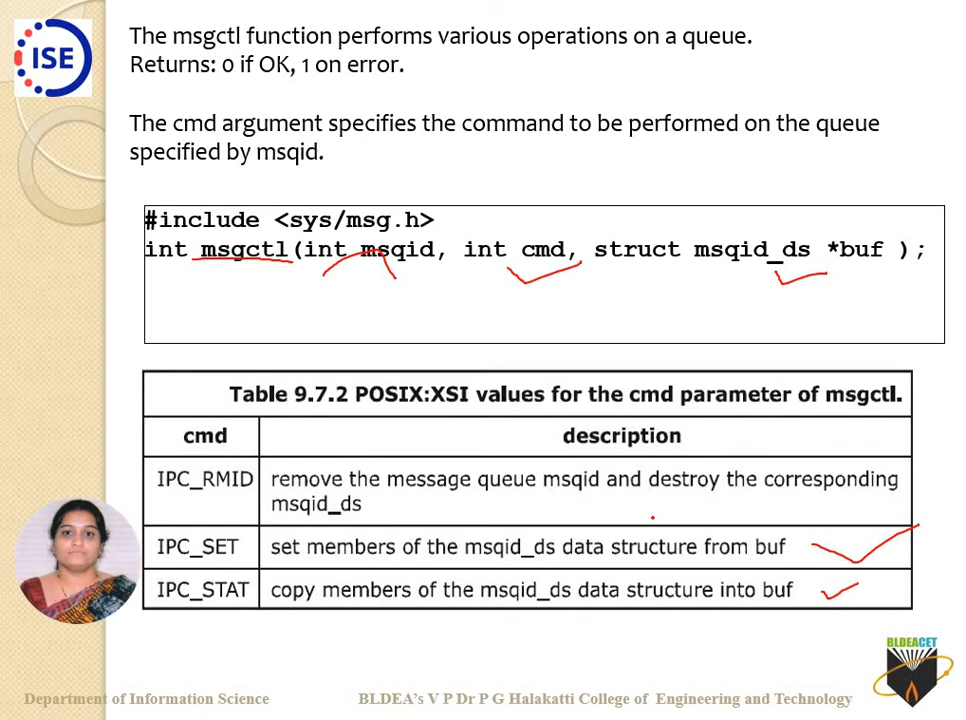 ISE
The msgctl function performs various operations on a queue.
Returns: 0 if OK, 1 on error.
The cmd argument specifies the command to be performed on the queue
specified by msqid.
#include <sys/msg.h>
int msgctl(int msqid, int cmd, struct msqid_ds *buf );
Table 9.7.2 POSIX:XSI values for the cmd parameter of msgctl.
cmd description
IPC_RMID remove the message queue msqid and destroy the corresponding
msqid_ds
IPC_SET set members of the msqid_ds data structure from buf
IPC_STAT copy members of the msqid_ds data structure into buf
BLDEACET
Department of Information Science BLDEA's V P Dr P G Halakatti College of Engineering and Technology